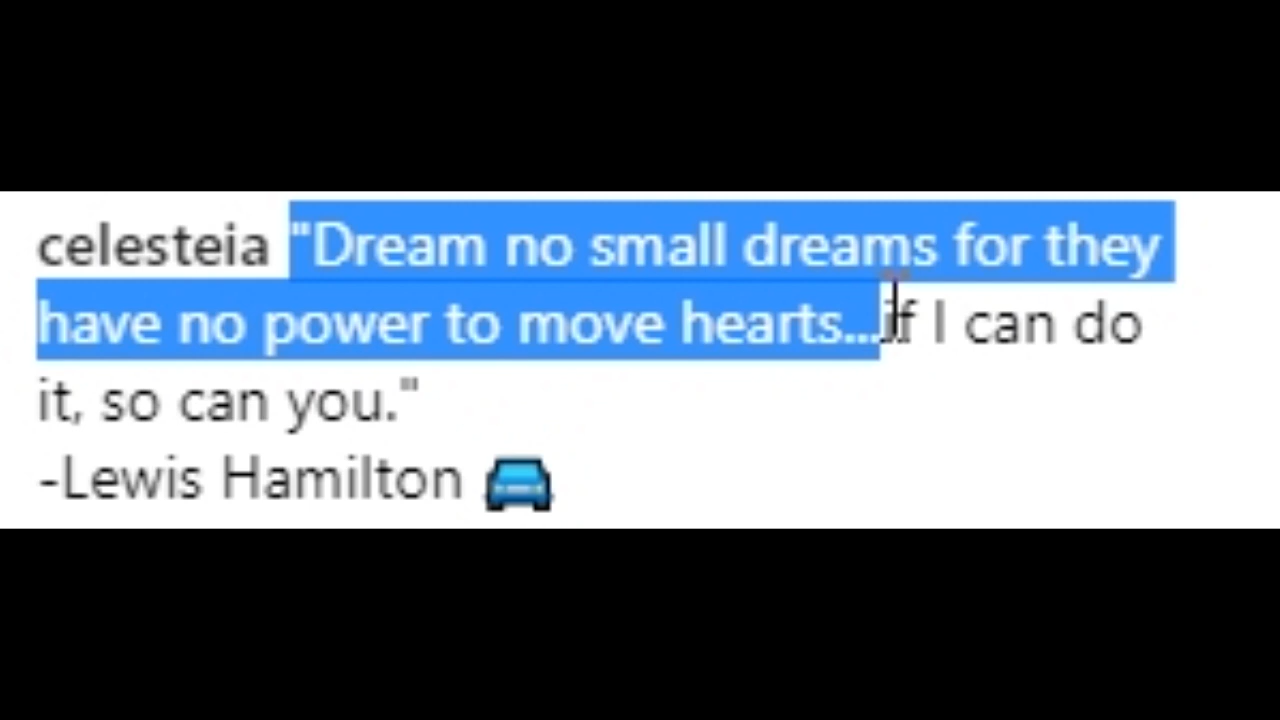 celesteia "Dream no small dreams for they
have no power to move hearts...if I can do
it, so can you."
-Lewis Hamilton 🚘